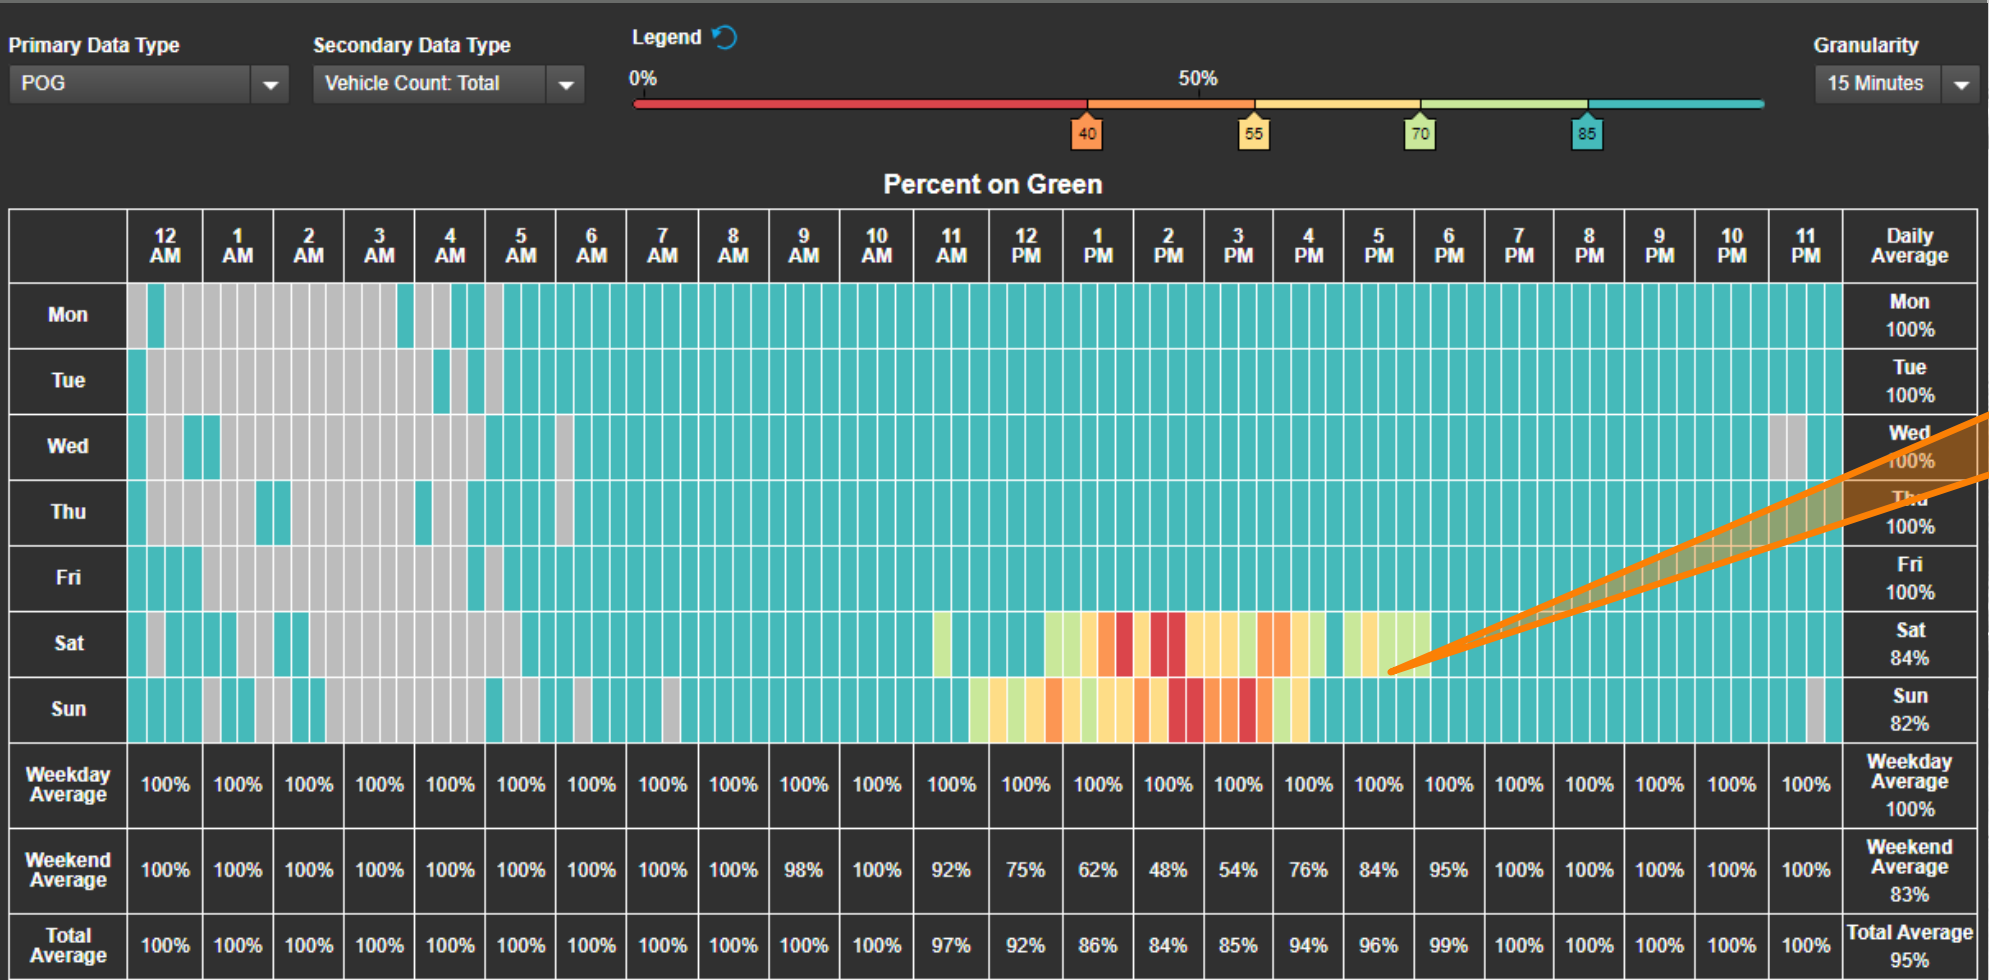 Primary Data Type
Secondary Data Type
Legend
Granularity
POG
Vehicle Count: Total
0%
50%
15 Minutes
40
55
70
85
Percent on Green
12 AM 1 AM 2 AM 3 AM 4 AM 5 AM 6 AM 7 AM 8 AM 9 AM 10 AM 11 AM 12 PM 1 PM 2 PM 3 PM 4 PM 5 PM 6 PM 7 PM 8 PM 9 PM 10 PM 11 PM Daily Average
Mon
Mon
100%
Tue
Tue
100%
Wed
Wed
100%
Thu
Thu
100%
Fri
Fri
100%
Sat
Sat
84%
Sun
Sun
82%
Weekday Average 100% 100% 100% 100% 100% 100% 100% 100% 100% 100% 100% 100% 100% 100% 100% 100% 100% 100% 100% 100% 100% 100% 100% 100% Weekday Average 100%
Weekend Average 100% 100% 100% 100% 100% 100% 100% 100% 100% 98% 100% 92% 75% 62% 48% 54% 76% 84% 95% 100% 100% 100% 100% 100% Weekend Average 83%
Total Average 100% 100% 100% 100% 100% 100% 100% 100% 100% 100% 100% 97% 92% 86% 84% 85% 94% 96% 99% 100% 100% 100% 100% 100% Total Average 95%